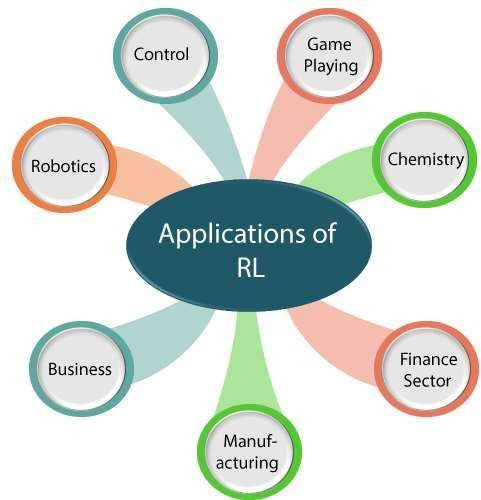 Control
Game
Playing
Robotics
Chemistry
Applications of
RL
Business
Finance
Sector
Manuf-
acturing